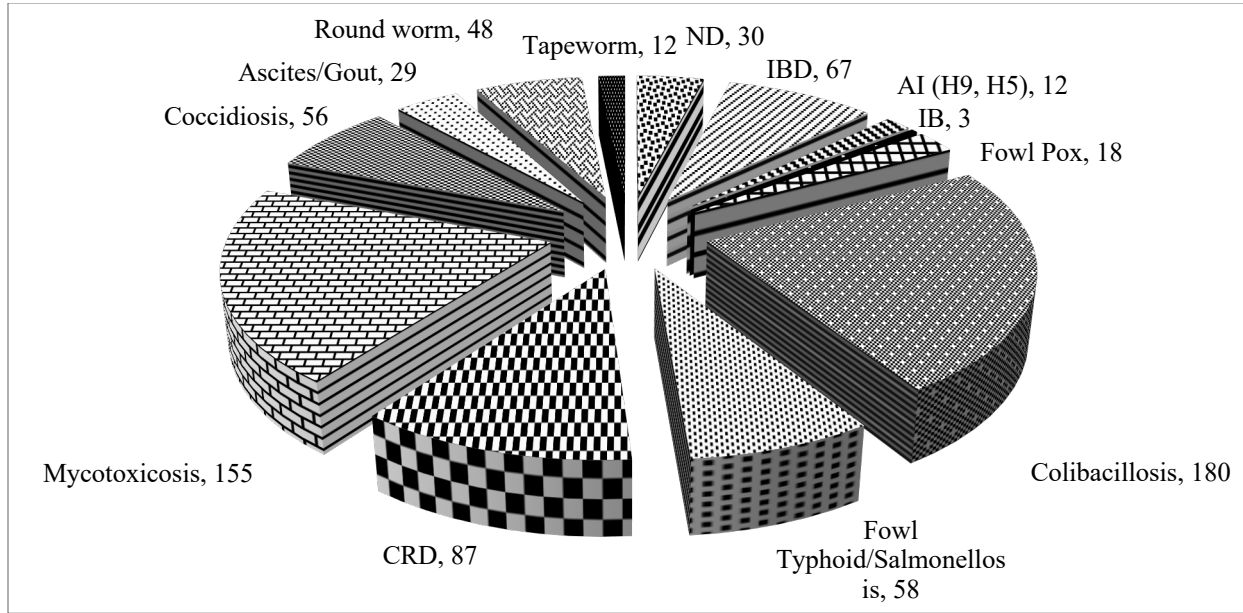 Round worm, 48
Tapeworm, 12
ND, 30
IBD, 67
Ascites/Gout, 29
AI (H9, H5), 12
IB, 3
Coccidiosis, 56
Fowl Pox, 18
Mycotoxicosis, 155
Colibacillosis, 180
CRD, 87
Fowl
Typhoid/Salmonellos
is, 58